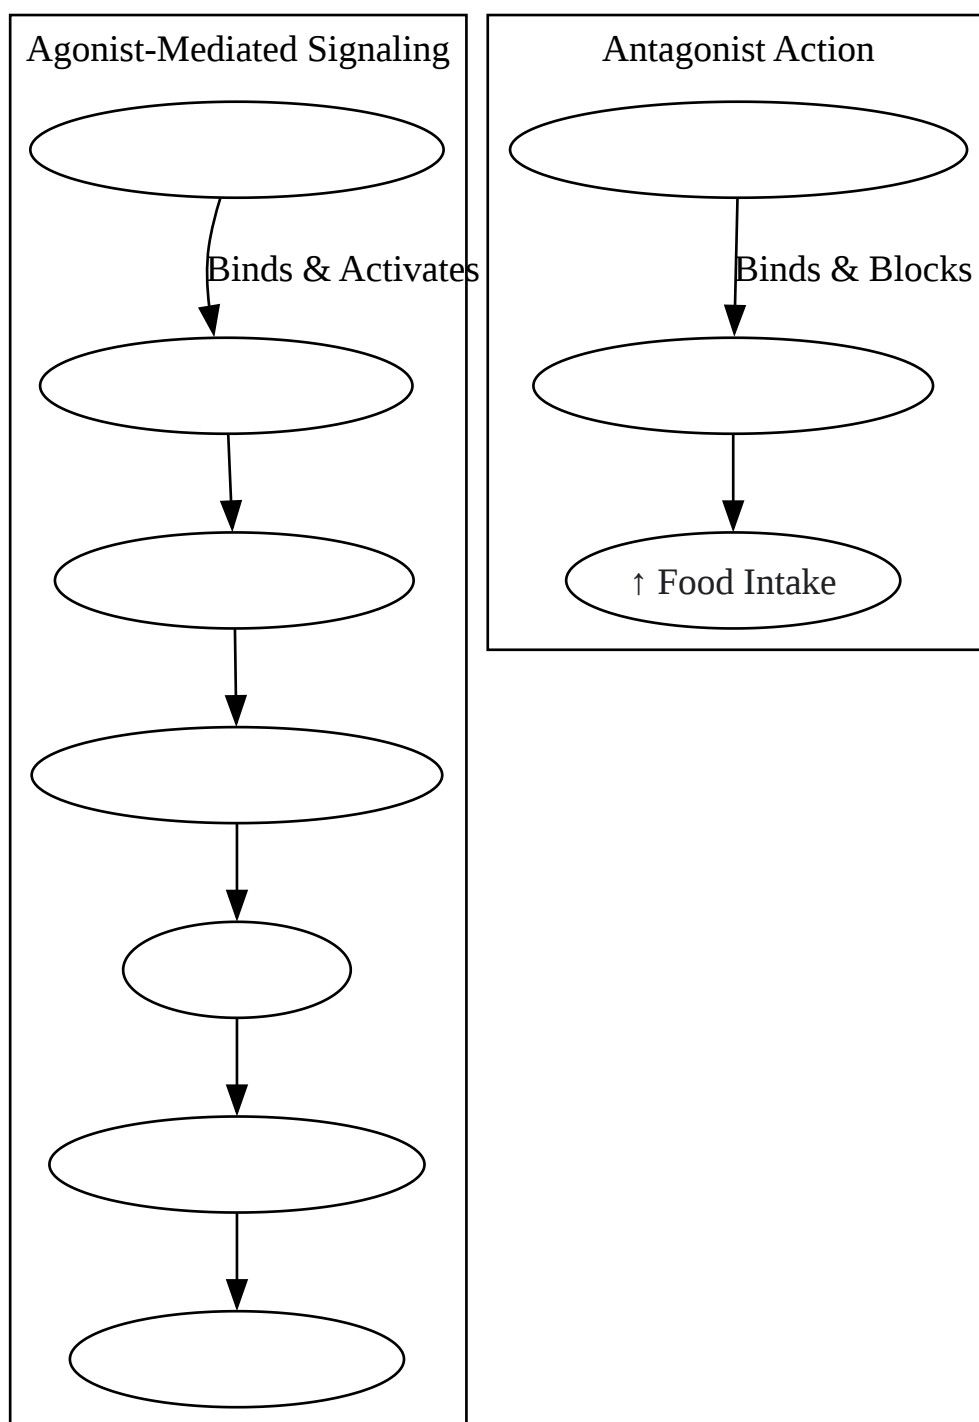 Agonist-Mediated Signaling
Binds & Activates
Antagonist Action
Binds & Blocks
↑ Food Intake